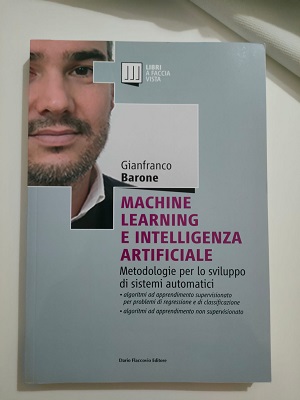 LIBRI
A FACCIA
VISTA
Gianfranco
Barone
MACHINE
LEARNING
E INTELLIGENZA
ARTIFICIALE
Metodologie per lo sviluppo
di sistemi automatici
• algoritmi ad apprendimento supervisionato
per problemi di regressione e di classificazione
• algoritmi ad apprendimento non supervisionato
Dario Flaccovio Editore